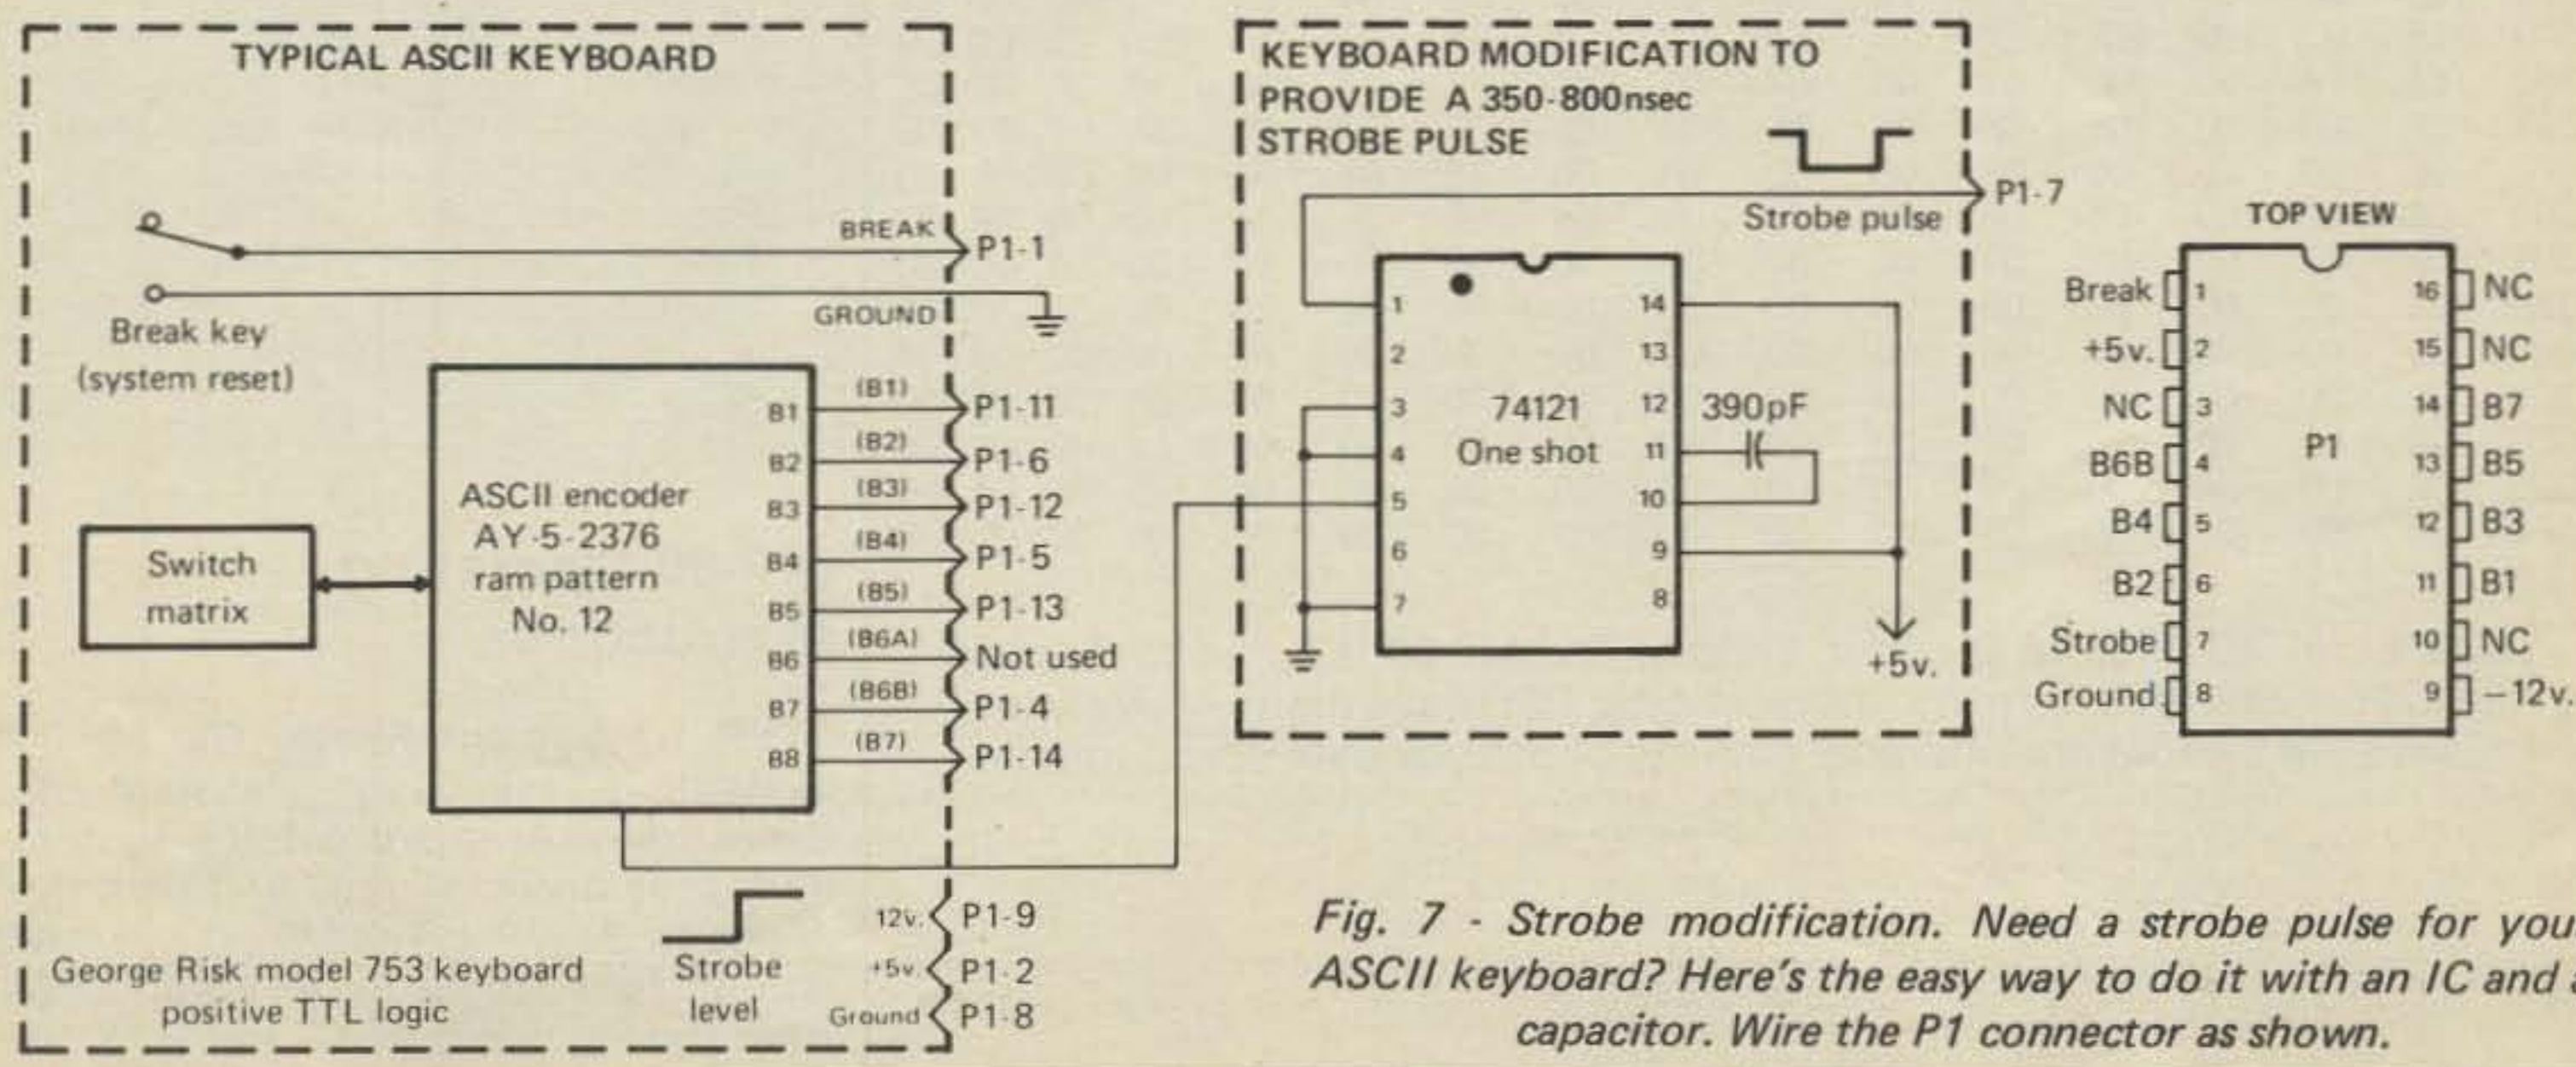 TYPICAL ASCII KEYBOARD
BREAK
P1-1
GROUND
Break key
(system reset)
Switch
matrix
ASCII encoder
AY-5-2376
ram pattern
No. 12
B1 (B1) P1-11
B2 (B2) P1-6
B3 (B3) P1-12
B4 (B4) P1-5
B5 (B5) P1-13
B6 (B6A) Not used
B7 (B6B) P1-4
B8 (B7) P1-14
George Risk model 753 keyboard
positive TTL logic
Strobe
level
12v. P1-9
+5v. P1-2
Ground P1-8
KEYBOARD MODIFICATION TO
PROVIDE A 350-800nsec
STROBE PULSE
P1-7
Strobe pulse
1 14
2 13
3 12
4 11
5 10
6 9
7 8
74121
One shot
390pF
+5v.
TOP VIEW
P1
Break 1 16 NC
+5v. 2 15 NC
NC 3 14 B7
B6B 4 13 B5
B4 5 12 B3
B2 6 11 B1
Strobe 7 10 NC
Ground 8 9 −12v.
Fig. 7 - Strobe modification. Need a strobe pulse for you
ASCII keyboard? Here's the easy way to do it with an IC and a
capacitor. Wire the P1 connector as shown.